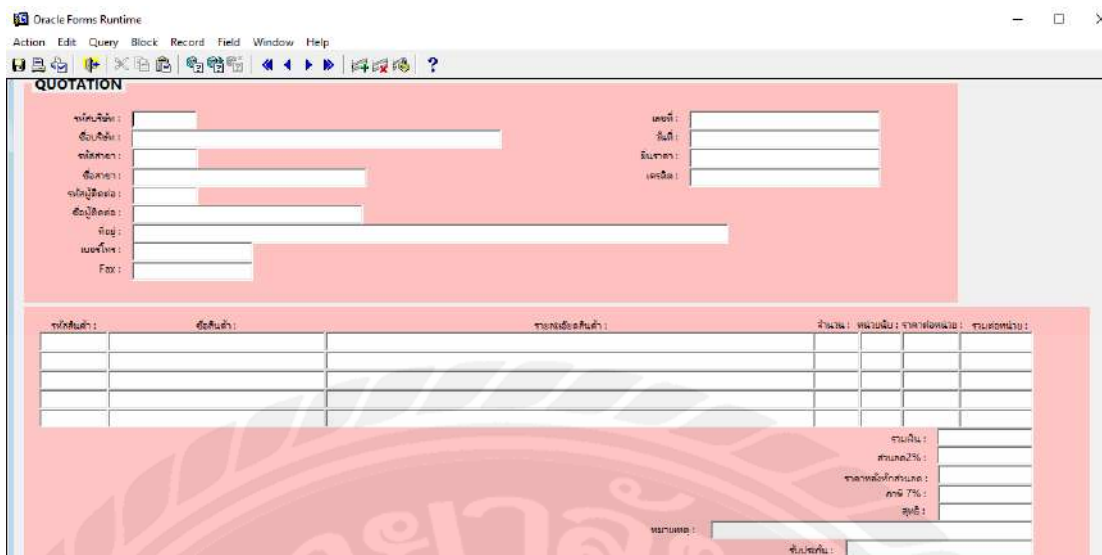 Oracle Forms Runtime
Action Edit Query Block Record Field Window Help
QUOTATION
รหัสบริษัท :
เลขที่ :
ชื่อบริษัท :
วันที่ :
รหัสสาขา :
ยืนราคา :
ชื่อสาขา :
เครดิต :
รหัสผู้ติดต่อ :
ชื่อผู้ติดต่อ :
ที่อยู่ :
เบอร์โทร :
Fax :
รหัสสินค้า : ชื่อสินค้า : รายละเอียดสินค้า : จำนวน : หน่วยนับ : ราคาต่อหน่วย : รวมต่อหน่วย :
รวมเงิน :
ส่วนลด2% :
ราคาหลังหักส่วนลด :
ภาษี 7% :
สุทธิ :
หมายเหตุ :
รับประกัน :